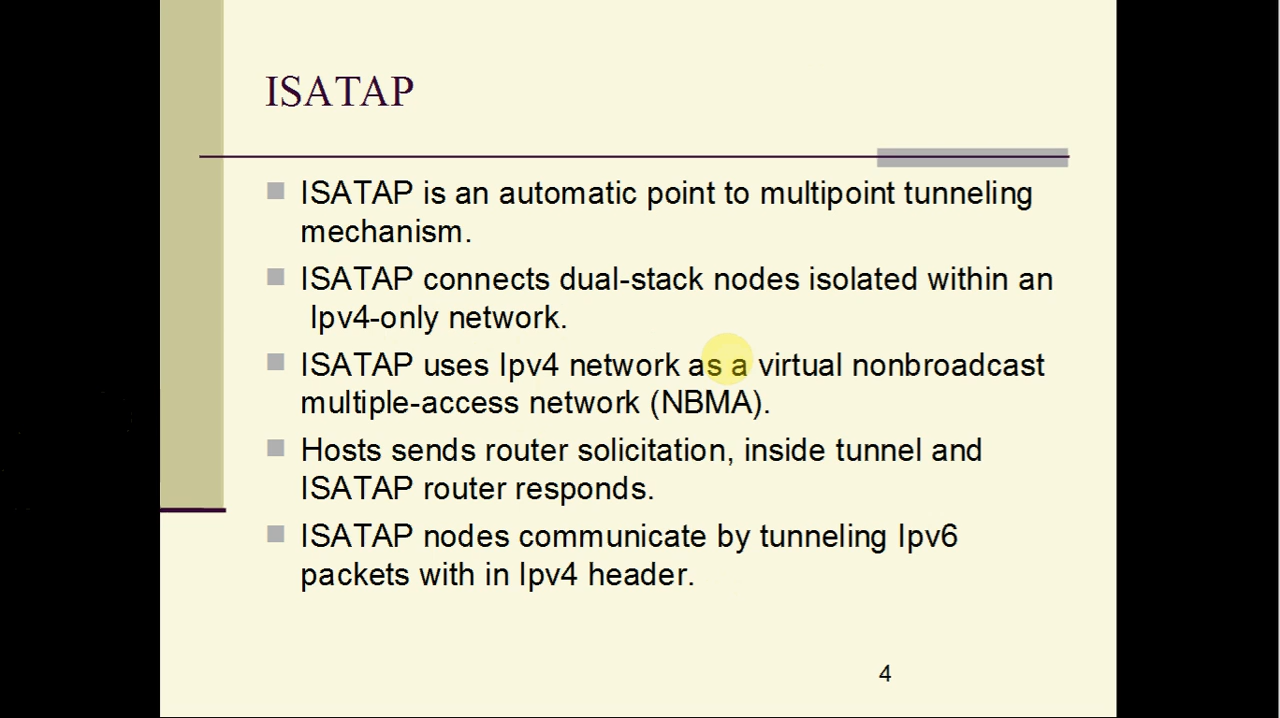 ISATAP
ISATAP is an automatic point to multipoint tunneling
mechanism.
ISATAP connects dual-stack nodes isolated within an
Ipv4-only network.
ISATAP uses Ipv4 network as a virtual nonbroadcast
multiple-access network (NBMA).
Hosts sends router solicitation, inside tunnel and
ISATAP router responds.
ISATAP nodes communicate by tunneling Ipv6
packets with in Ipv4 header.
4